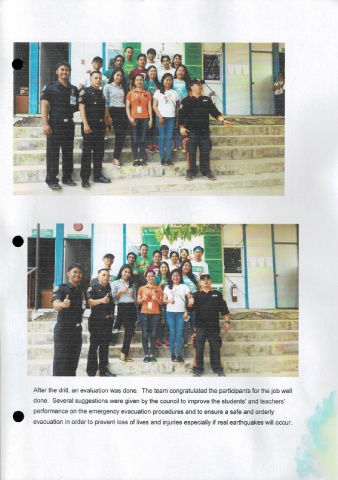 After the drill, an evaluation was done. The team congratulated the participants for the job well
done. Several suggestions were given by the council to improve the students' and teachers'
performance on the emergency evacuation procedures and to ensure a safe and orderly
evacuation in order to prevent loss of lives and injuries especially if real earthquakes will occur.